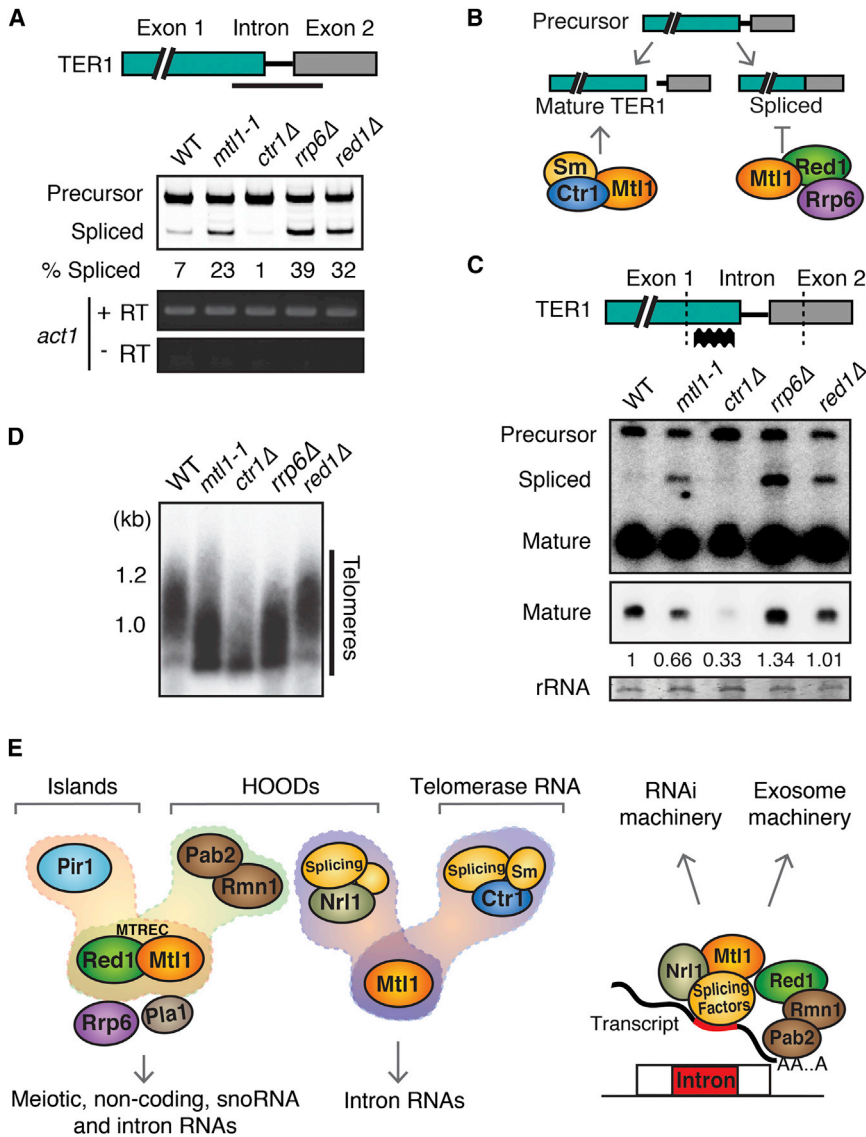 A
Exon 1 Intron Exon 2
TER1
WT mtl1-1 ctr1Δ rrp6Δ red1Δ
Precursor
Spliced
% Spliced 7 23 1 39 32
+ RT
act1
- RT
B
Precursor
Mature TER1 Spliced
Sm
Ctr1 Mtl1
Mtl1 Red1
Rrp6
C
Exon 1 Intron Exon 2
TER1
WT mtl1-1 ctr1Δ rrp6Δ red1Δ
Precursor
Spliced
Mature
Mature
1 0.66 0.33 1.34 1.01
rRNA
D
WT mtl1-1 ctr1Δ rrp6Δ red1Δ
(kb)
1.2
1.0
Telomeres
E
Islands HOODs Telomerase RNA
Pir1
Pab2
Rmn1
MTREC
Red1 Mtl1
Rrp6 Pla1
Meiotic, non-coding, snoRNA
and intron RNAs
Splicing
Nrl1
Splicing Sm
Ctr1
Mtl1
Intron RNAs
RNAi
machinery
Exosome
machinery
Nrl1 Mtl1
Splicing
Factors
Red1
Rmn1
Pab2
Transcript
AA..A
Intron